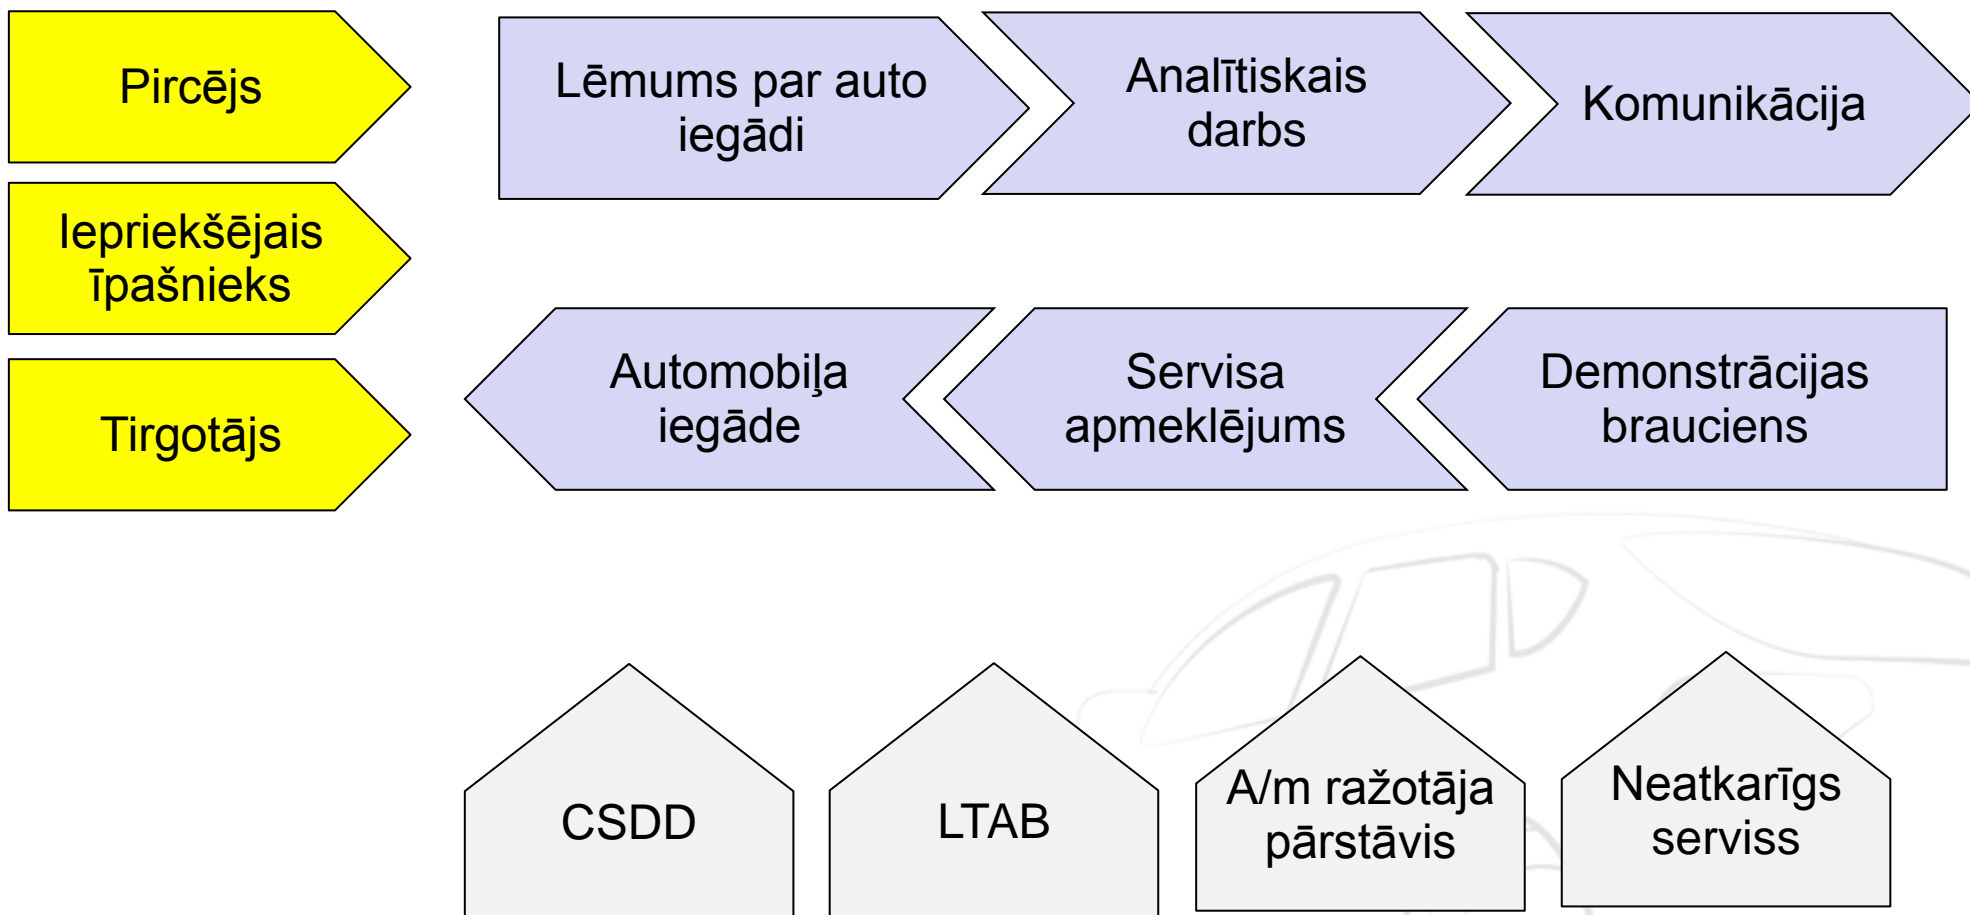 Pircējs
Iepriekšējais
īpašnieks
Tirgotājs
Lēmums par auto
iegādi
Analītiskais
darbs
Komunikācija
Automobiļa
iegāde
Servisa
apmeklējums
Demonstrācijas
brauciens
CSDD
LTAB
A/m ražotāja
pārstāvis
Neatkarīgs
serviss